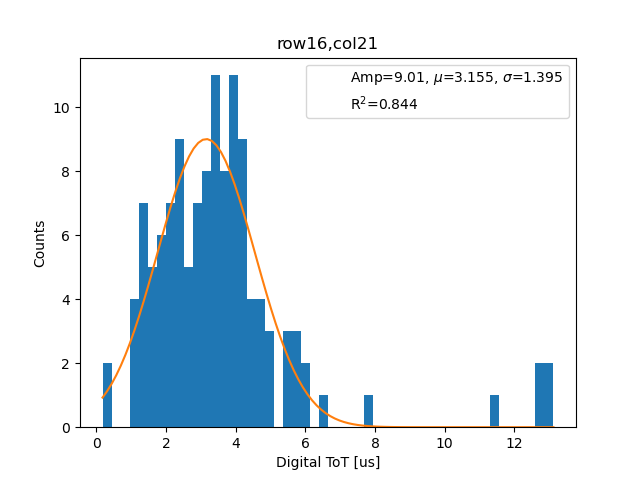 row16,col21
Amp=9.01, μ=3.155, σ=1.395
R²=0.844
Counts
10
8
6
4
2
0
0 2 4 6 8 10 12
Digital ToT [us]